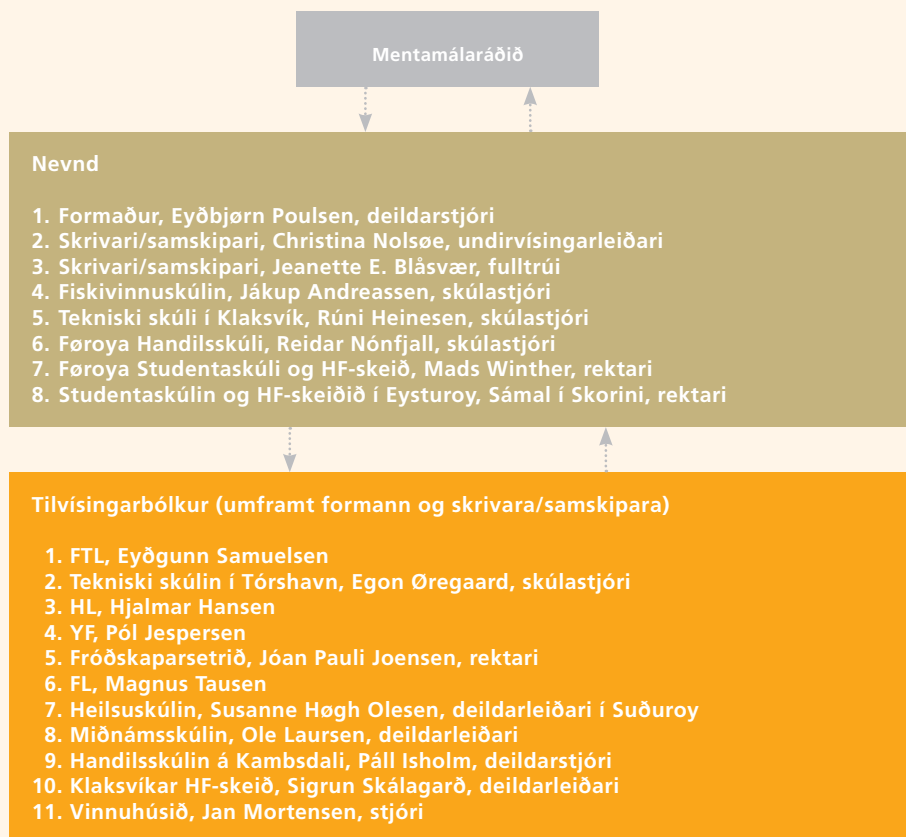 Mentamálaráðið
Nevnd
1. Formaður, Eyðbjørn Poulsen, deildarstjóri
2. Skrivari/samskipari, Christina Nolsøe, undirvísingarleiðari
3. Skrivari/samskipari, Jeanette E. Blåsvær, fulltrúi
4. Fiskivinnuskúlin, Jákup Andreassen, skúlastjóri
5. Tekniski skúli í Klaksvík, Rúni Heinesen, skúlastjóri
6. Føroya Handilsskúli, Reidar Nónfjall, skúlastjóri
7. Føroya Studentaskúli og HF-skeið, Mads Winther, rektari
8. Studentaskúlin og HF-skeiðið í Eysturoy, Sámal í Skorini, rektari
Tilvísingarbólkur (umframt formann og skrivara/samskipara)
1. FTL, Eyðgunn Samuelsen
2. Tekniski skúlin í Tórshavn, Egon Øregaard, skúlastjóri
3. HL, Hjalmar Hansen
4. YF, Pól Jespersen
5. Fróðskaparsetrið, Jóan Pauli Joensen, rektari
6. FL, Magnus Tausen
7. Heilsuskúlin, Susanne Høgh Olesen, deildarleiðari í Suðuroy
8. Miðnámsskúlin, Ole Laursen, deildarleiðari
9. Handilsskúlin á Kambsdali, Páll Isholm, deildarstjóri
10. Klaksvíkar HF-skeið, Sigrun Skálagarð, deildarleiðari
11. Vinnuhúsið, Jan Mortensen, stjóri